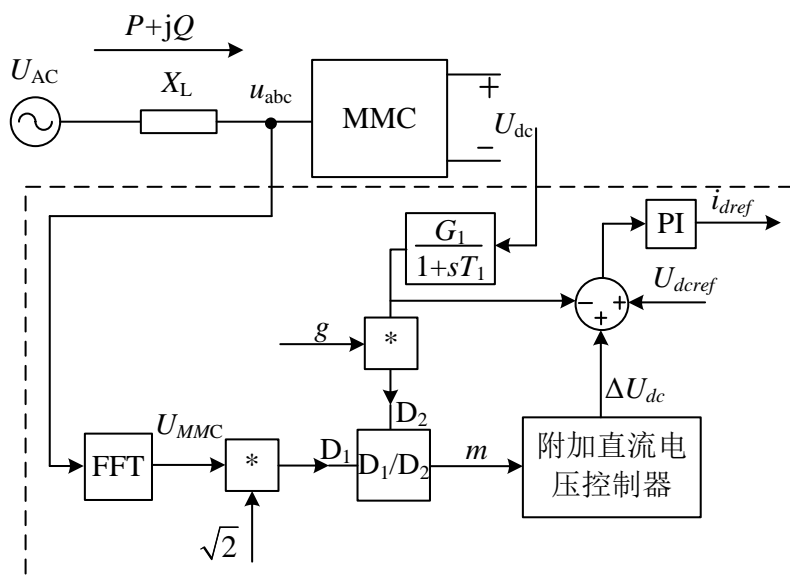 P+jQ
U_AC
X_L
u_abc
MMC
+
−
U_dc
G_1
1+sT_1
PI
i_dref
−
+
+
U_dcref
g
*
D_2
ΔU_dc
U_MMC
FFT
*
D_1
D_1/D_2
m
附加直流电
压控制器
√2